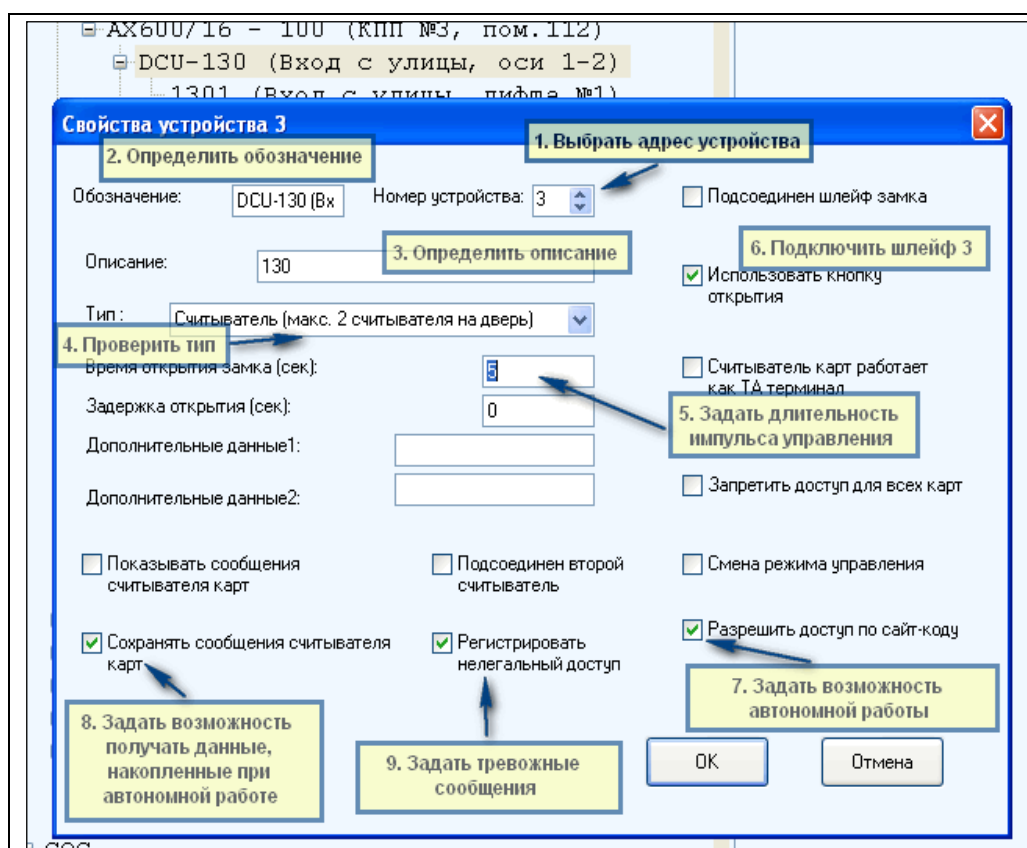 АХ600/16 - 100 (КПП №3, пом.112)
DCU-130 (Вход с улицы, оси 1-2)
1301 (Вход с улицы, лифта №1)
Свойства устройства 3
1. Выбрать адрес устройства
2. Определить обозначение
Обозначение: DCU-130 (Вх Номер устройства: 3
Подсоединен шлейф замка
3. Определить описание
6. Подключить шлейф 3
Описание: 130
Использовать кнопку
открытия
Тип : Считыватель (макс. 2 считывателя на дверь)
4. Проверить тип
Время открытия замка (сек): 5
Считыватель карт работает
как ТА терминал
Задержка открытия (сек): 0
5. Задать длительность
импульса управления
Дополнительные данные1:
Дополнительные данные2:
Запретить доступ для всех карт
Показывать сообщения
считывателя карт
Подсоединен второй
считыватель
Смена режима управления
Сохранять сообщения считывателя
карт
Регистрировать
нелегальный доступ
Разрешить доступ по сайт-коду
7. Задать возможность
автономной работы
8. Задать возможность
получать данные,
накопленные при
автономной работе
9. Задать тревожные
сообщения
OK
Отмена